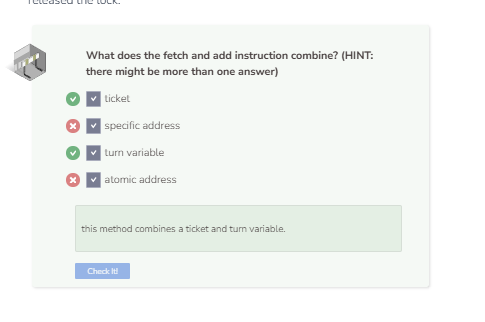 released the lock.
What does the fetch and add instruction combine? (HINT:
there might be more than one answer)
ticket
specific address
turn variable
atomic address
this method combines a ticket and turn variable.
Check It!